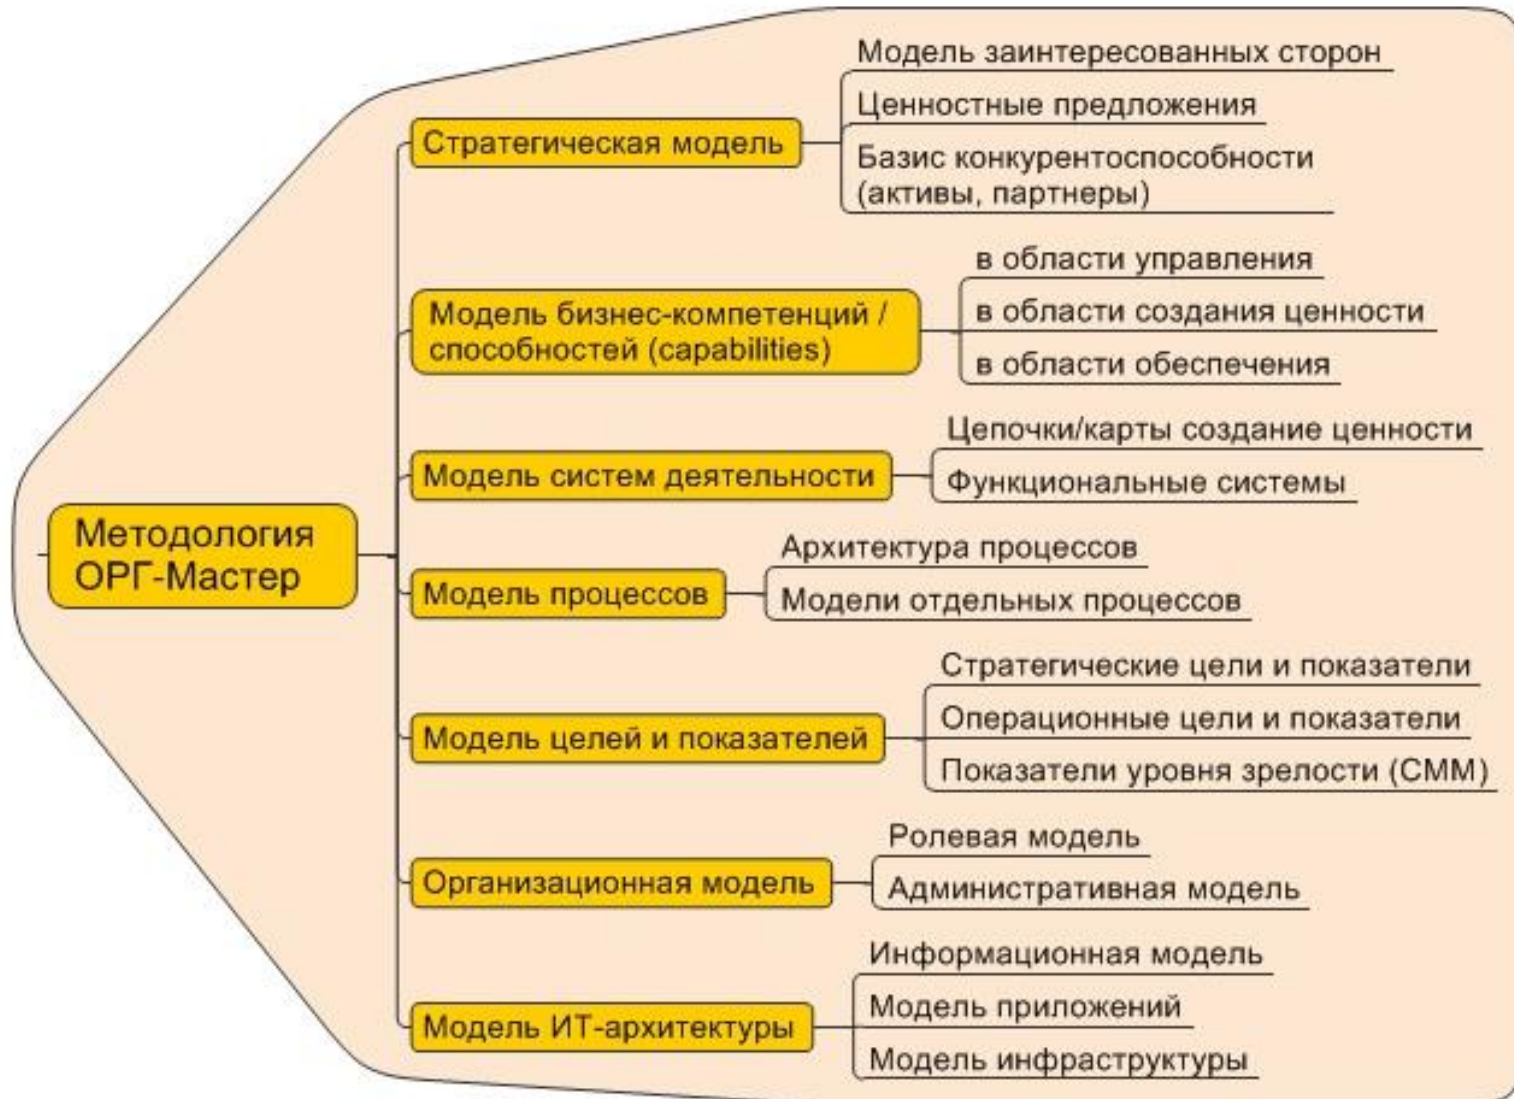 Методология
ОРГ-Мастер
Стратегическая модель
Модель заинтересованных сторон
Ценностные предложения
Базис конкурентоспособности
(активы, партнеры)
Модель бизнес-компетенций /
способностей (capabilities)
в области управления
в области создания ценности
в области обеспечения
Модель систем деятельности
Цепочки/карты создание ценности
Функциональные системы
Модель процессов
Архитектура процессов
Модели отдельных процессов
Модель целей и показателей
Стратегические цели и показатели
Операционные цели и показатели
Показатели уровня зрелости (СММ)
Организационная модель
Ролевая модель
Административная модель
Модель ИТ-архитектуры
Информационная модель
Модель приложений
Модель инфраструктуры